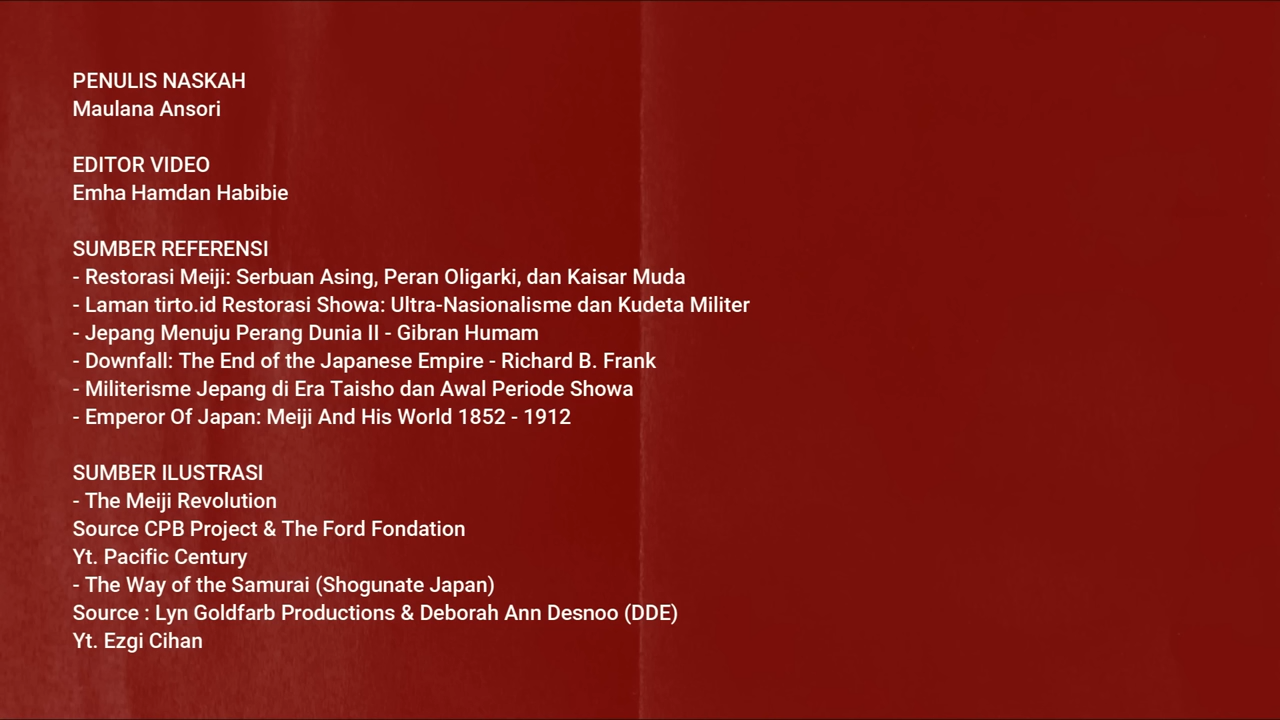 PENULIS NASKAH
Maulana Ansori
EDITOR VIDEO
Emha Hamdan Habibie
SUMBER REFERENSI
- Restorasi Meiji: Serbuan Asing, Peran Oligarki, dan Kaisar Muda
- Laman tirto.id Restorasi Showa: Ultra-Nasionalisme dan Kudeta Militer
- Jepang Menuju Perang Dunia II - Gibran Humam
- Downfall: The End of the Japanese Empire - Richard B. Frank
- Militerisme Jepang di Era Taisho dan Awal Periode Showa
- Emperor Of Japan: Meiji And His World 1852 - 1912
SUMBER ILUSTRASI
- The Meiji Revolution
Source CPB Project & The Ford Fondation
Yt. Pacific Century
- The Way of the Samurai (Shogunate Japan)
Source : Lyn Goldfarb Productions & Deborah Ann Desnoo (DDE)
Yt. Ezgi Cihan